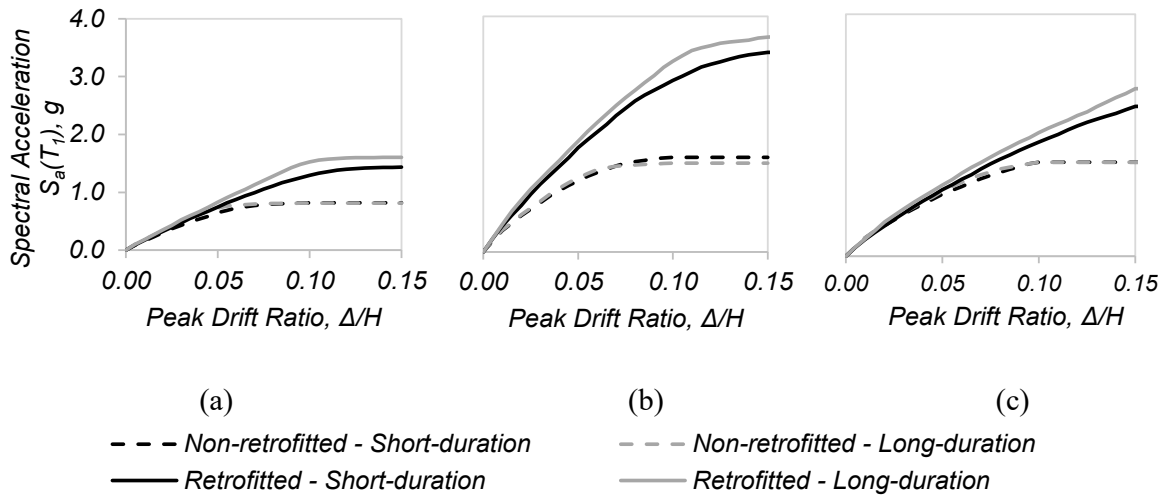 Spectral Acceleration
Sa(T1), g
4.0
3.0
2.0
1.0
0.0
0.00 0.05 0.10 0.15
0.00 0.05 0.10 0.15
0.00 0.05 0.10 0.15
Peak Drift Ratio, Δ/H
Peak Drift Ratio, Δ/H
Peak Drift Ratio, Δ/H
(a) (b) (c)
Non-retrofitted - Short-duration
Non-retrofitted - Long-duration
Retrofitted - Short-duration
Retrofitted - Long-duration